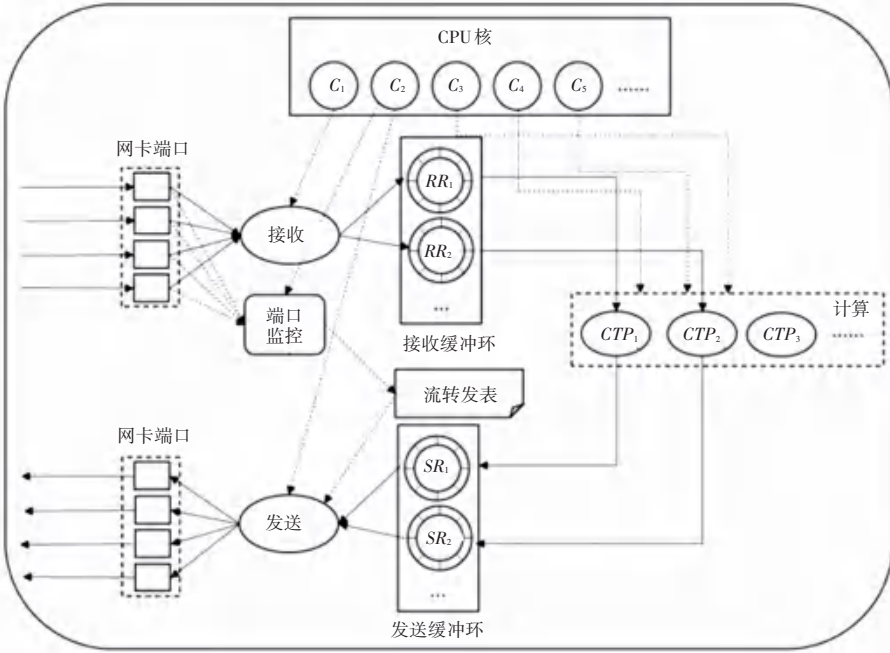 CPU核
C1 C2 C3 C4 C5 ······
网卡端口
接收
RR1
RR2
···
接收缓冲环
端口
监控
计算
CTP1 CTP2 CTP3 ······
流转发表
网卡端口
发送
SR1
SR2
···
发送缓冲环